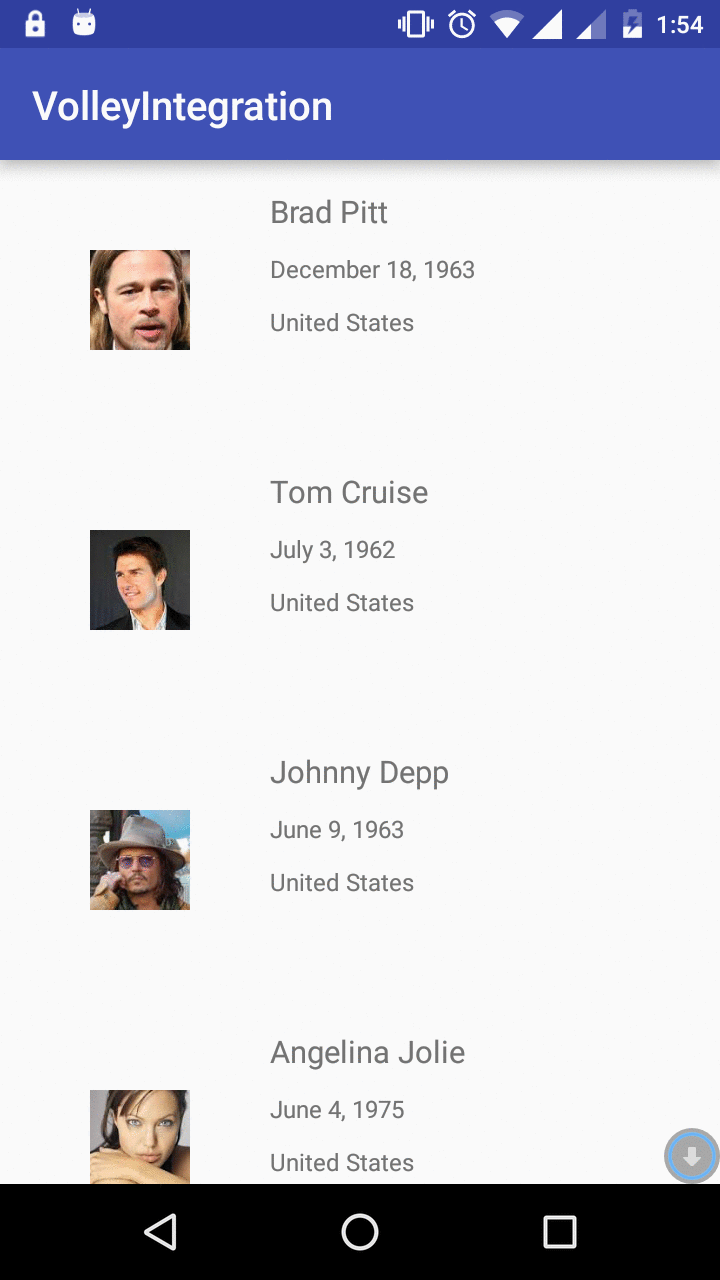 1:54
VolleyIntegration
Brad Pitt
December 18, 1963
United States
Tom Cruise
July 3, 1962
United States
Johnny Depp
June 9, 1963
United States
Angelina Jolie
June 4, 1975
United States